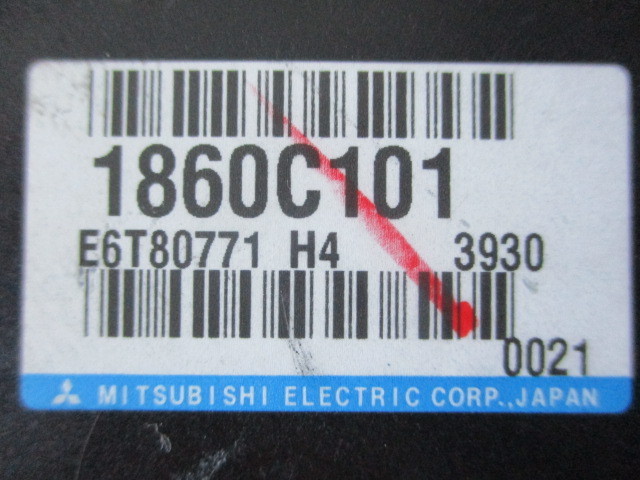 1860C101
E6T80771 H4 3930
0021
MITSUBISHI ELECTRIC CORP.,JAPAN